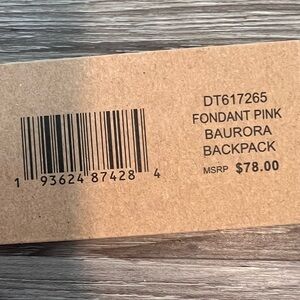 DT617265
FONDANT PINK
BAURORA
BACKPACK
MSRP $78.00
1 93624 87428 4